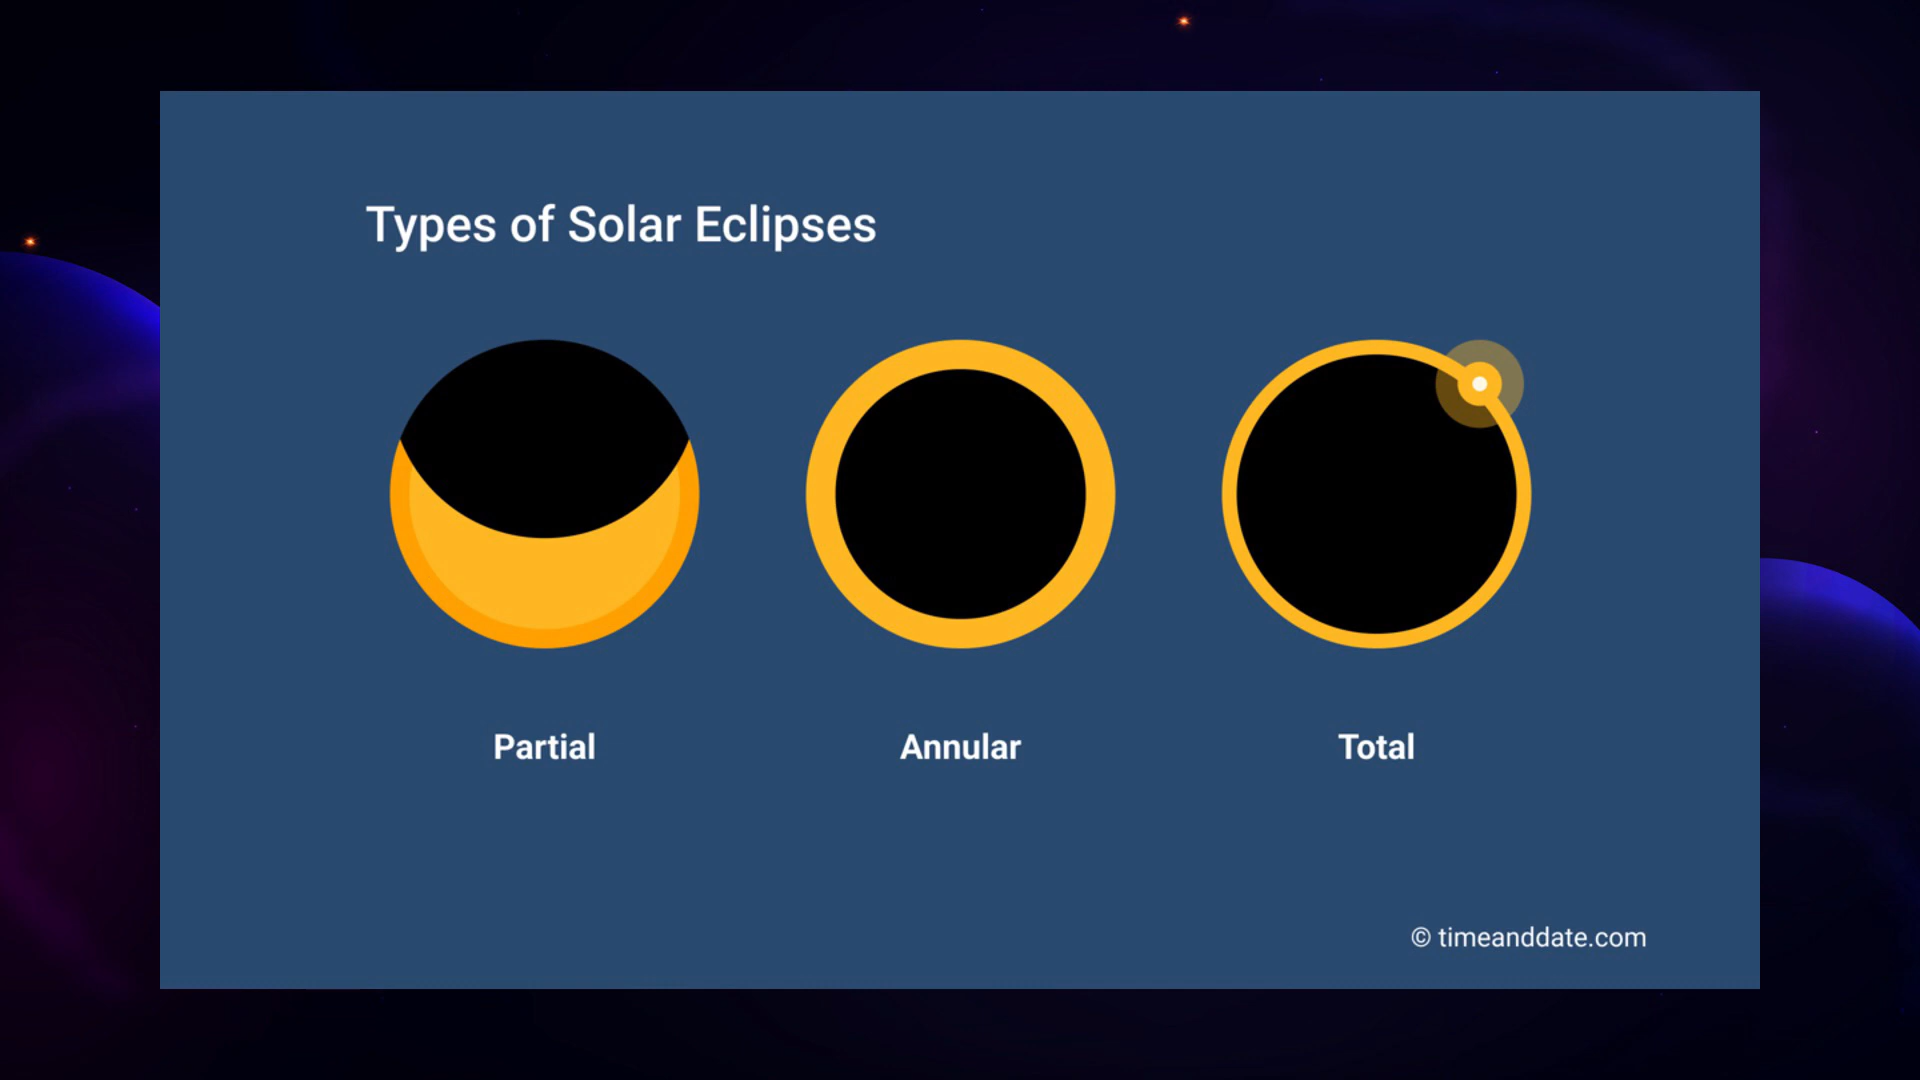 Types of Solar Eclipses
Partial
Annular
Total
© timeanddate.com